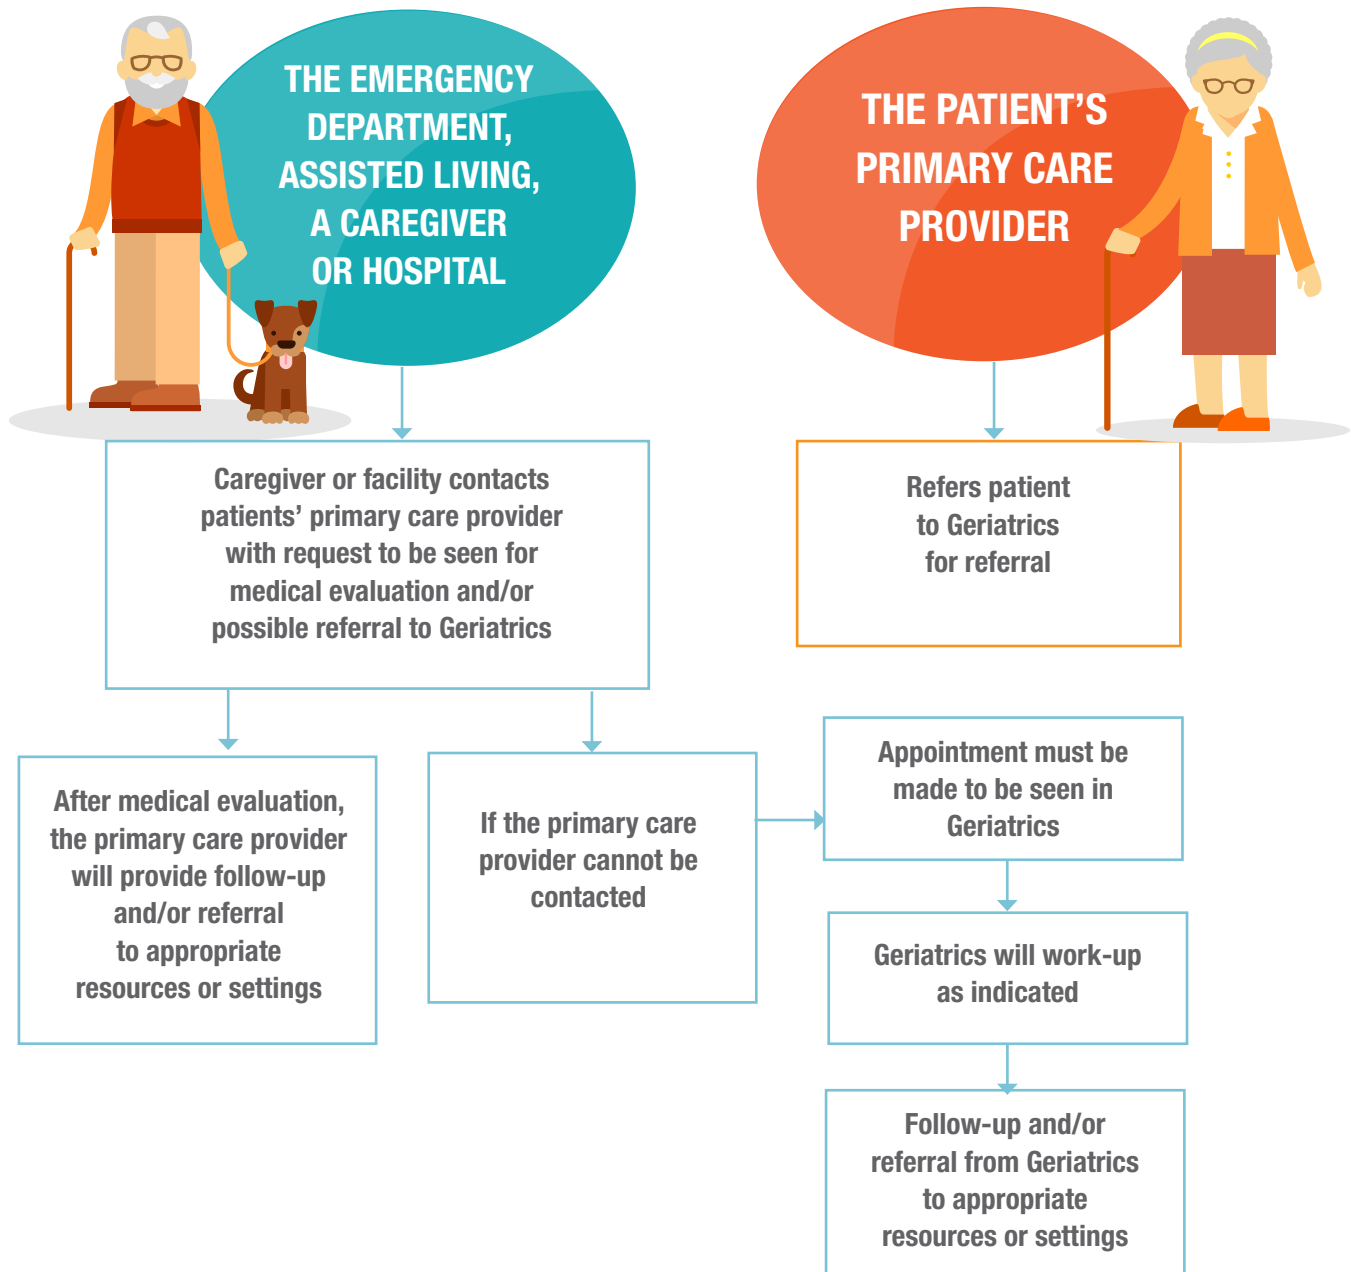 THE EMERGENCY
DEPARTMENT,
ASSISTED LIVING,
A CAREGIVER
OR HOSPITAL
THE PATIENT’S
PRIMARY CARE
PROVIDER
Caregiver or facility contacts
patients’ primary care provider
with request to be seen for
medical evaluation and/or
possible referral to Geriatrics
Refers patient
to Geriatrics
for referral
After medical evaluation,
the primary care provider
will provide follow-up
and/or referral
to appropriate
resources or settings
If the primary care
provider cannot be
contacted
Appointment must be
made to be seen in
Geriatrics
Geriatrics will work-up
as indicated
Follow-up and/or
referral from Geriatrics
to appropriate
resources or settings